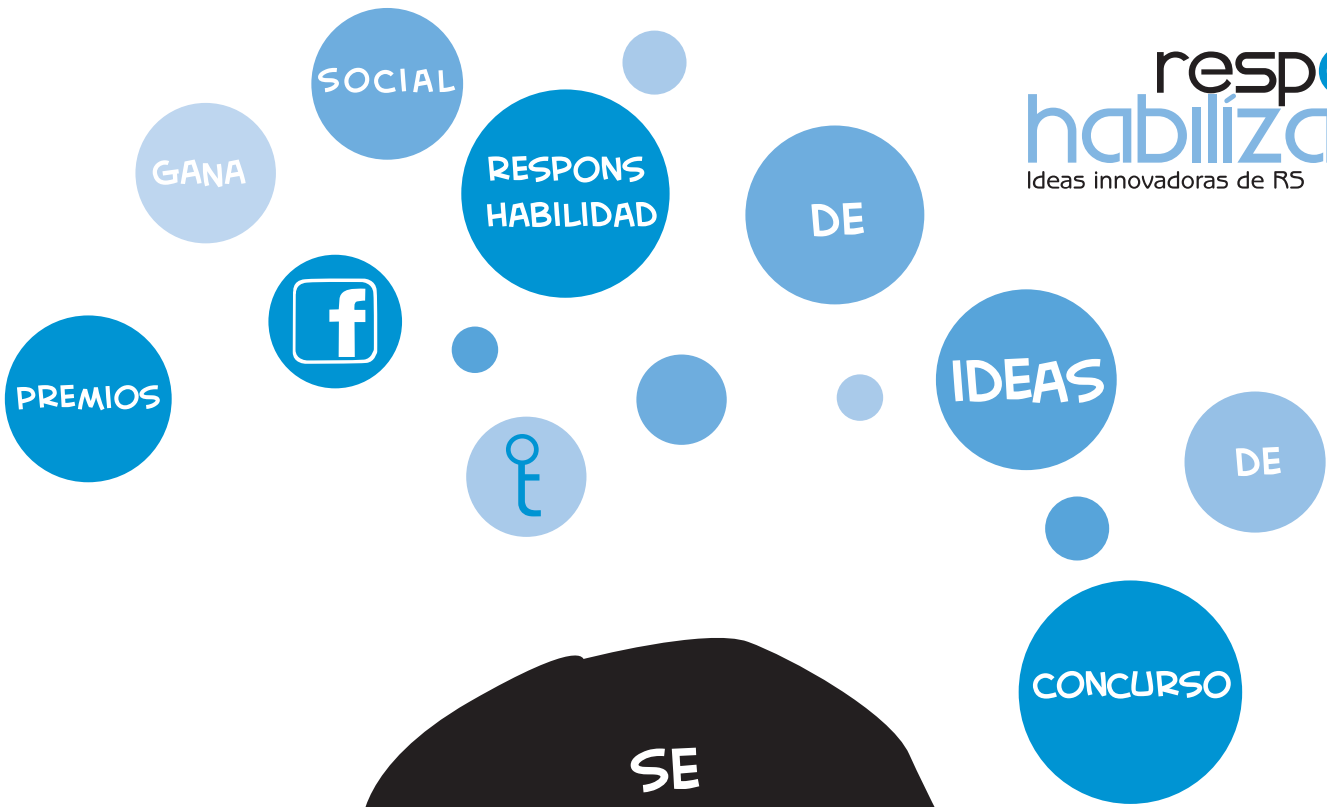 SOCIAL
GANA
RESPONS
HABILIDAD
DE
resp
habilíza
Ideas innovadoras de RS
f
PREMIOS
IDEAS
DE
t
CONCURSO
SE